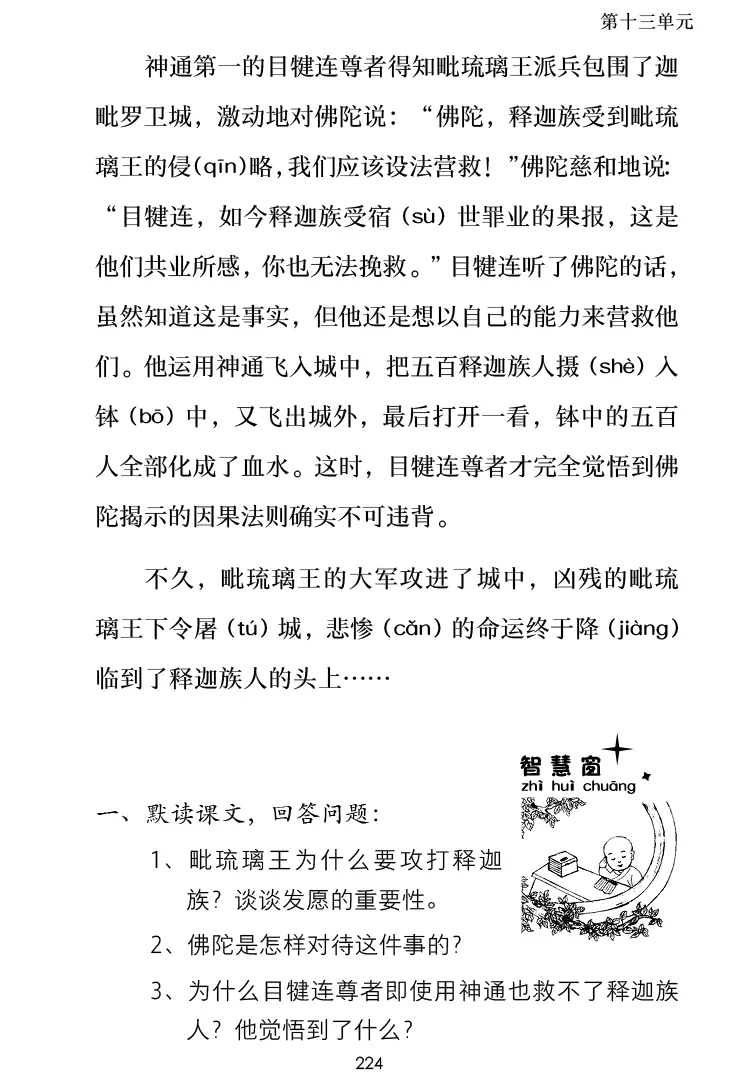 第十三单元
神通第一的目犍连尊者得知毗琉璃王派兵包围了迦
毗罗卫城，激动地对佛陀说：“佛陀，释迦族受到毗琉
璃王的侵(qīn)略，我们应该设法营救！”佛陀慈和地说：
“目犍连，如今释迦族受宿（sù）世罪业的果报，这是
他们共业所感，你也无法挽救。”目犍连听了佛陀的话，
虽然知道这是事实，但他还是想以自己的能力来营救他
们。他运用神通飞入城中，把五百释迦族人摄（shè）入
钵（bō）中，又飞出城外，最后打开一看，钵中的五百
人全部化成了血水。这时，目犍连尊者才完全觉悟到佛
陀揭示的因果法则确实不可违背。
不久，毗琉璃王的大军攻进了城中，凶残的毗琉
璃王下令屠（tú）城，悲惨（cǎn）的命运终于降（jiàng）
临到了释迦族人的头上……
智慧窗
zhì huì chuāng
一、默读课文，回答问题：
1、毗琉璃王为什么要攻打释迦
族？谈谈发愿的重要性。
2、佛陀是怎样对待这件事的？
3、为什么目犍连尊者即使用神通也救不了释迦族
人？他觉悟到了什么？
224